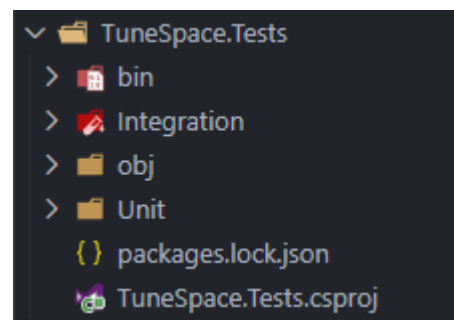 TuneSpace.Tests
bin
Integration
obj
Unit
{} packages.lock.json
TuneSpace.Tests.csproj